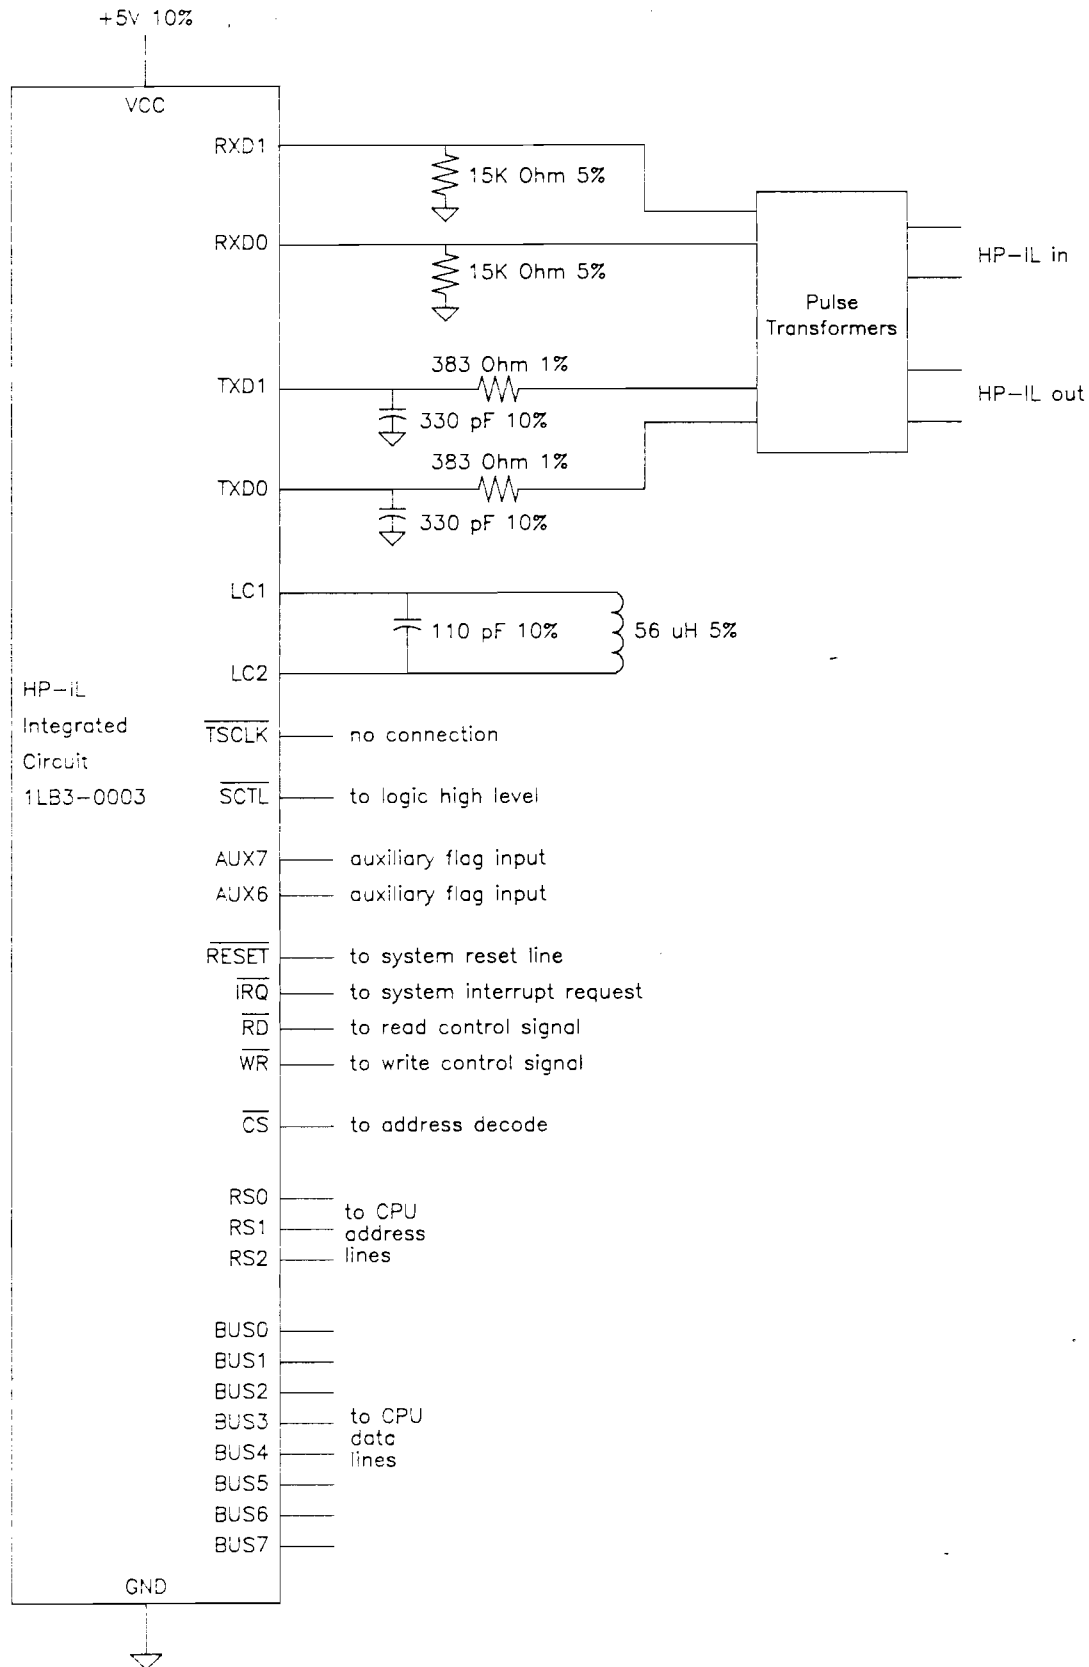 +5V 10%
VCC
RXD1
15K Ohm 5%
RXD0
15K Ohm 5%
HP-IL in
Pulse
Transformers
383 Ohm 1%
TXD1
330 pF 10%
HP-IL out
383 Ohm 1%
TXD0
330 pF 10%
LC1
110 pF 10%
56 uH 5%
LC2
HP-IL
Integrated
Circuit
1LB3-0003
TSCLK no connection
SCTL to logic high level
AUX7 auxiliary flag input
AUX6 auxiliary flag input
RESET to system reset line
IRQ to system interrupt request
RD to read control signal
WR to write control signal
CS to address decode
RS0
RS1
RS2
to CPU
address
lines
BUS0
BUS1
BUS2
BUS3
BUS4
BUS5
BUS6
BUS7
to CPU
data
lines
GND